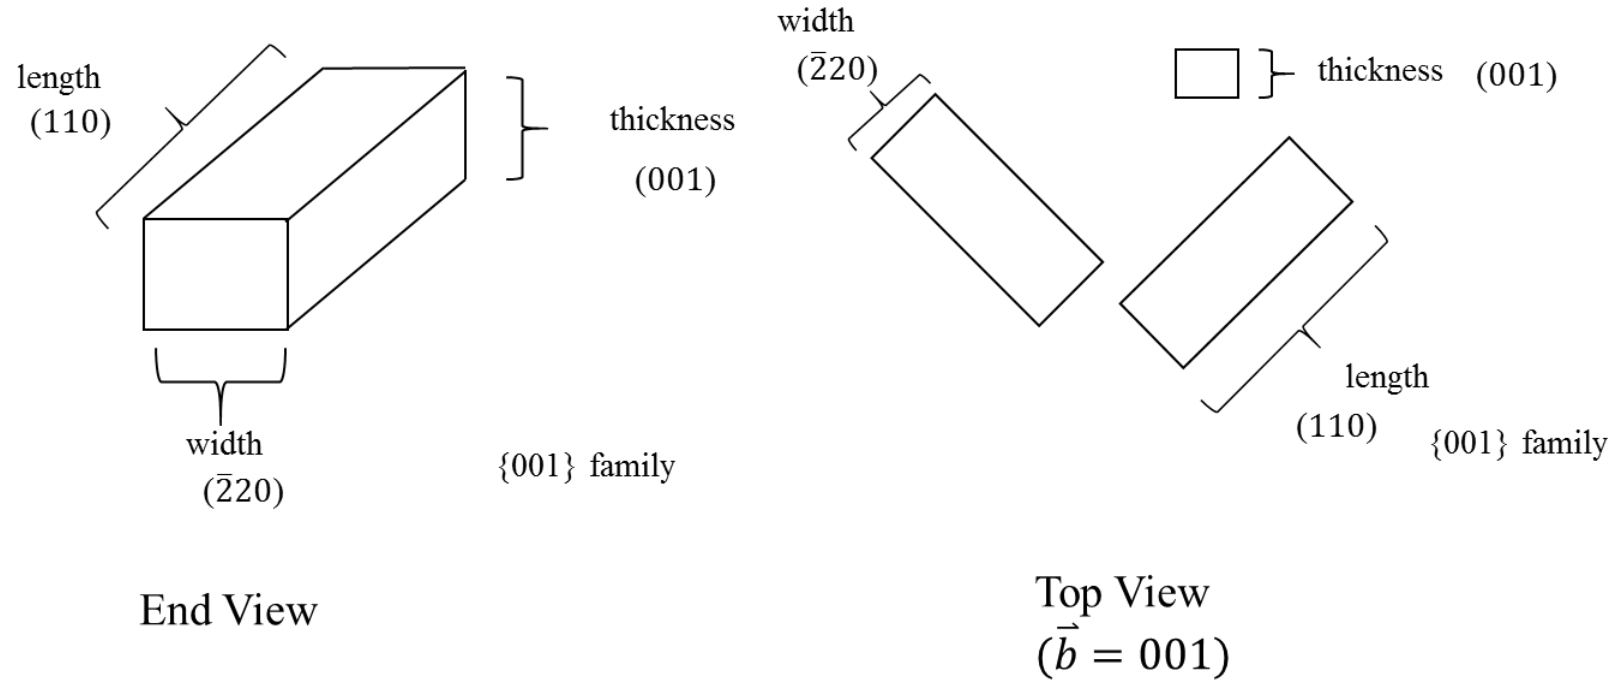 length
(110)
thickness
(001)
width
(2̅20)
{001} family
End View
width
(2̅20)
thickness (001)
length
(110)
{001} family
Top View
(b⃗ = 001)